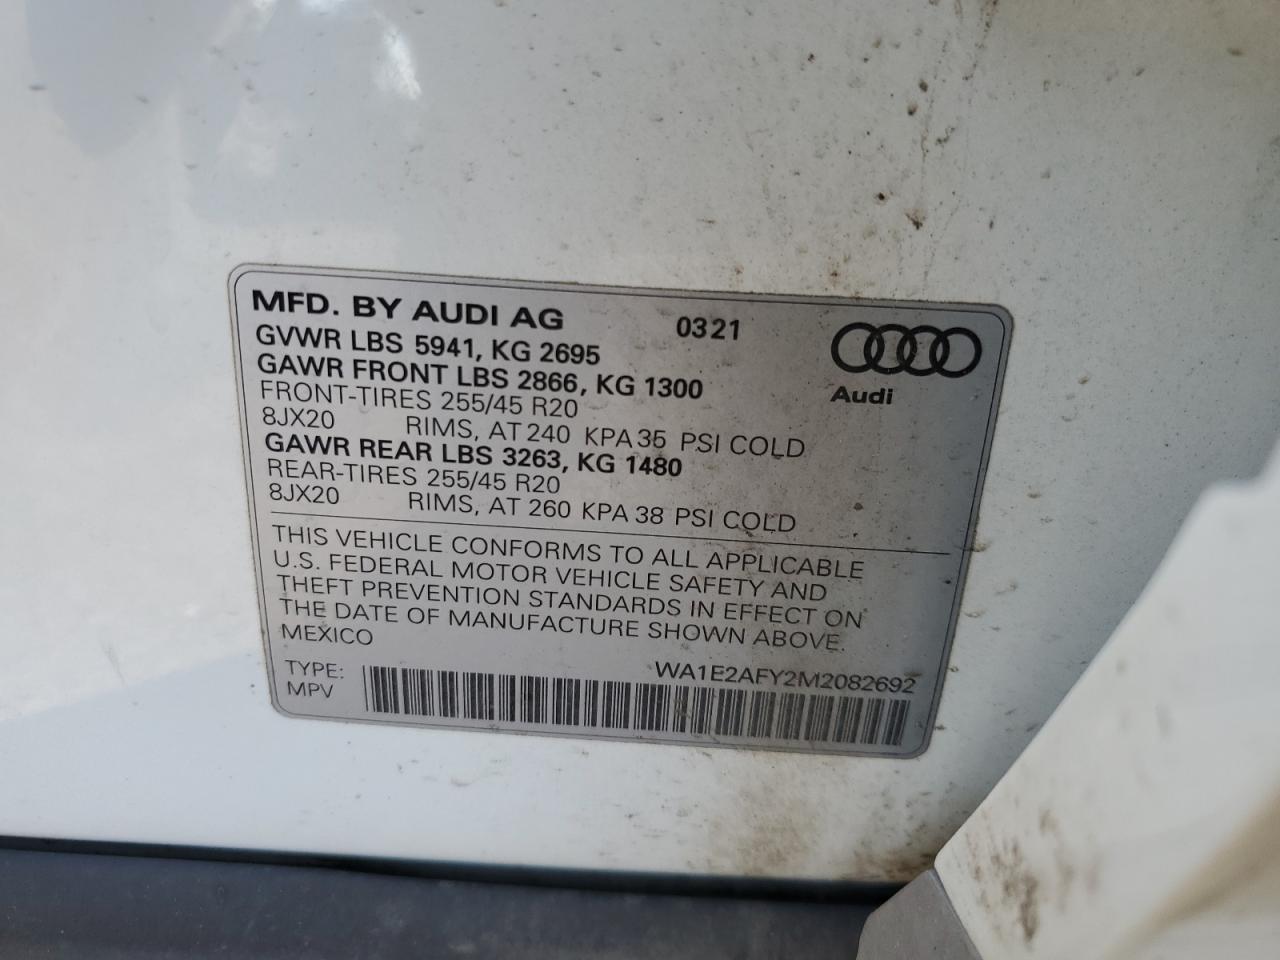 MFD. BY AUDI AG 0321
GVWR LBS 5941, KG 2695
GAWR FRONT LBS 2866, KG 1300
Audi
FRONT-TIRES 255/45 R20
8JX20 RIMS, AT 240 KPA 35 PSI COLD
GAWR REAR LBS 3263, KG 1480
REAR-TIRES 255/45 R20
8JX20 RIMS, AT 260 KPA 38 PSI COLD
THIS VEHICLE CONFORMS TO ALL APPLICABLE
U.S. FEDERAL MOTOR VEHICLE SAFETY AND
THEFT PREVENTION STANDARDS IN EFFECT ON
THE DATE OF MANUFACTURE SHOWN ABOVE.
MEXICO
TYPE: WA1E2AFY2M2082692
MPV